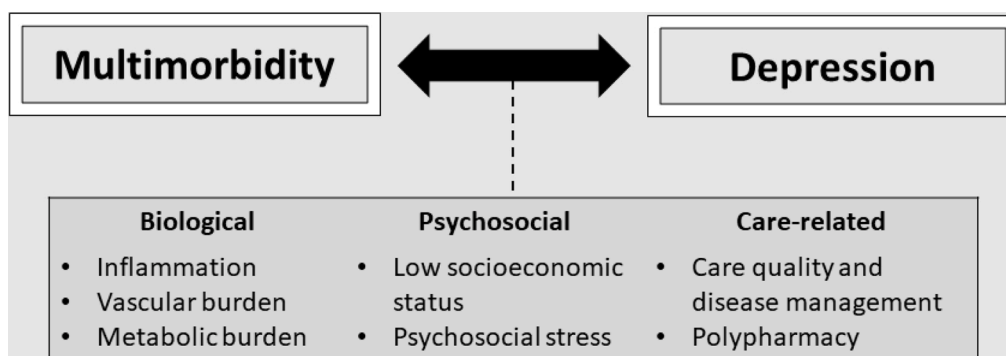 Multimorbidity
Depression
Biological
• Inflammation
• Vascular burden
• Metabolic burden
Psychosocial
• Low socioeconomic
status
• Psychosocial stress
Care-related
• Care quality and
disease management
• Polypharmacy